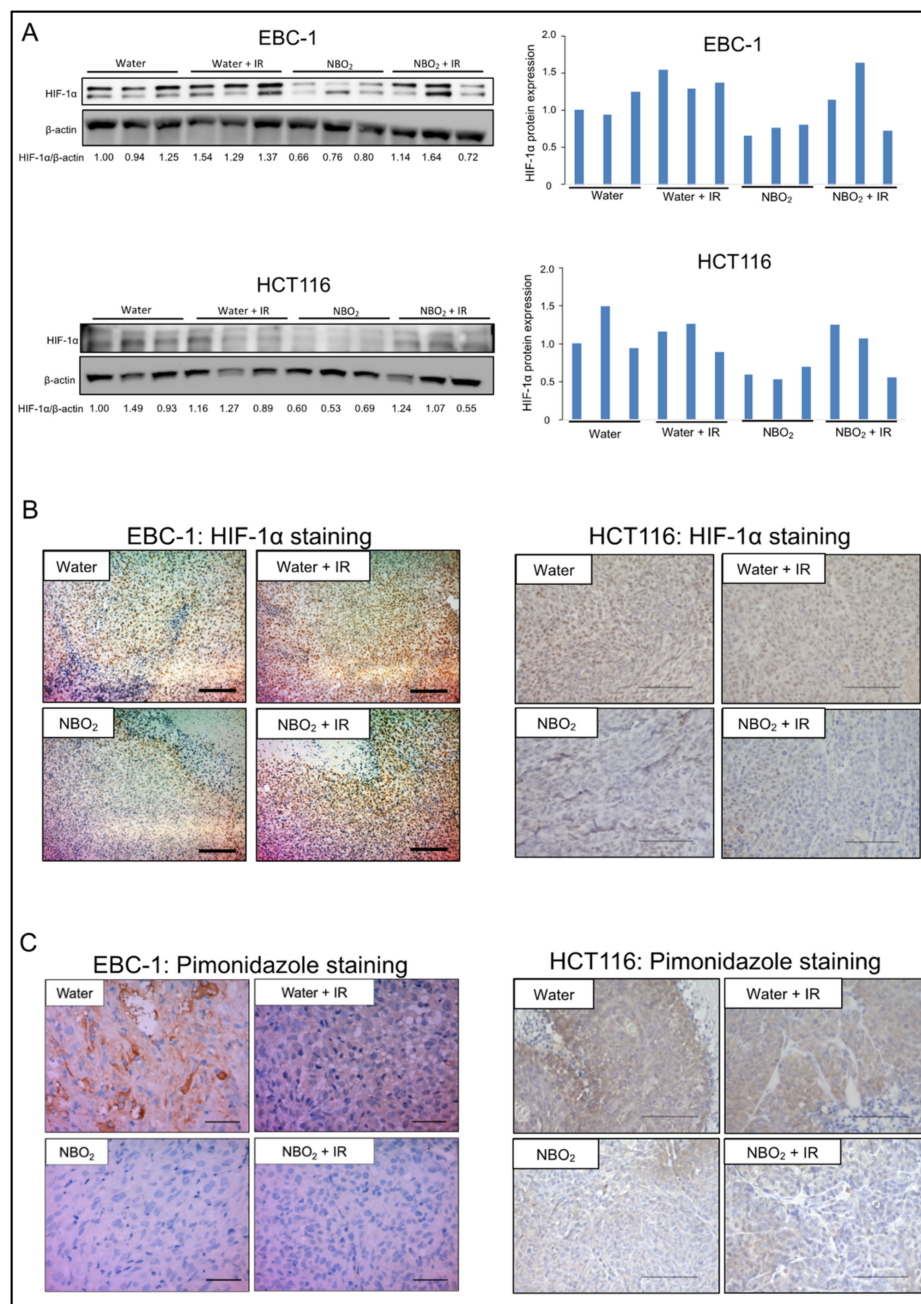 A
EBC-1
Water Water + IR NBO₂ NBO₂ + IR
HIF-1α
β-actin
HIF-1α/β-actin 1.00 0.94 1.25 1.54 1.29 1.37 0.66 0.76 0.80 1.14 1.64 0.72
EBC-1
HIF-1α protein expression
2.0
1.5
1.0
0.5
0
Water Water + IR NBO₂ NBO₂ + IR
HCT116
Water Water + IR NBO₂ NBO₂ + IR
HIF-1α
β-actin
HIF-1α/β-actin 1.00 1.49 0.93 1.16 1.27 0.89 0.60 0.53 0.69 1.24 1.07 0.55
HCT116
HIF-1α protein expression
2.0
1.5
1.0
0.5
0
Water Water + IR NBO₂ NBO₂ + IR
B
EBC-1: HIF-1α staining
Water Water + IR
NBO₂ NBO₂ + IR
HCT116: HIF-1α staining
Water Water + IR
NBO₂ NBO₂ + IR
C
EBC-1: Pimonidazole staining
Water Water + IR
NBO₂ NBO₂ + IR
HCT116: Pimonidazole staining
Water Water + IR
NBO₂ NBO₂ + IR